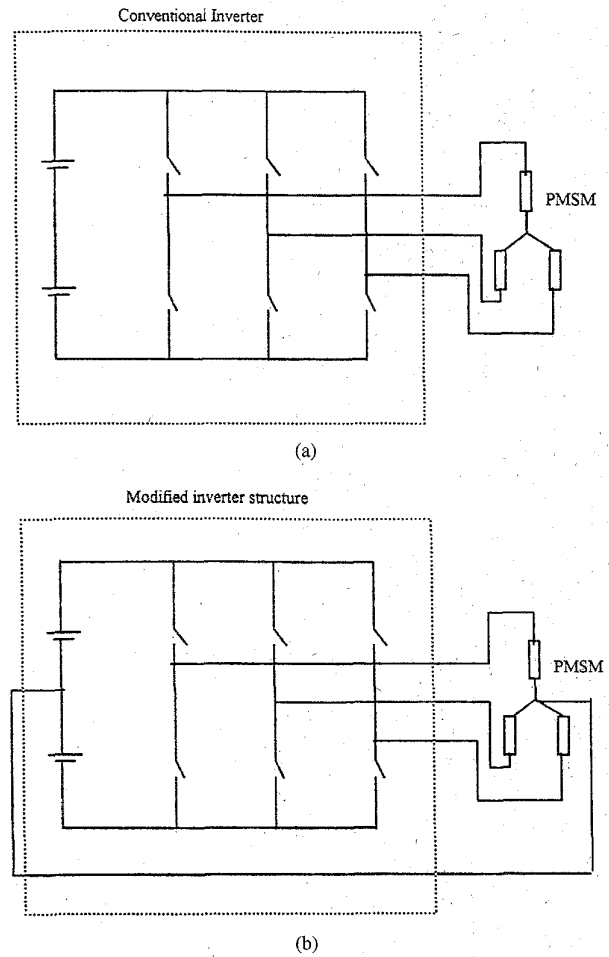 Conventional Inverter
PMSM
(a)
Modified inverter structure
PMSM
(b)